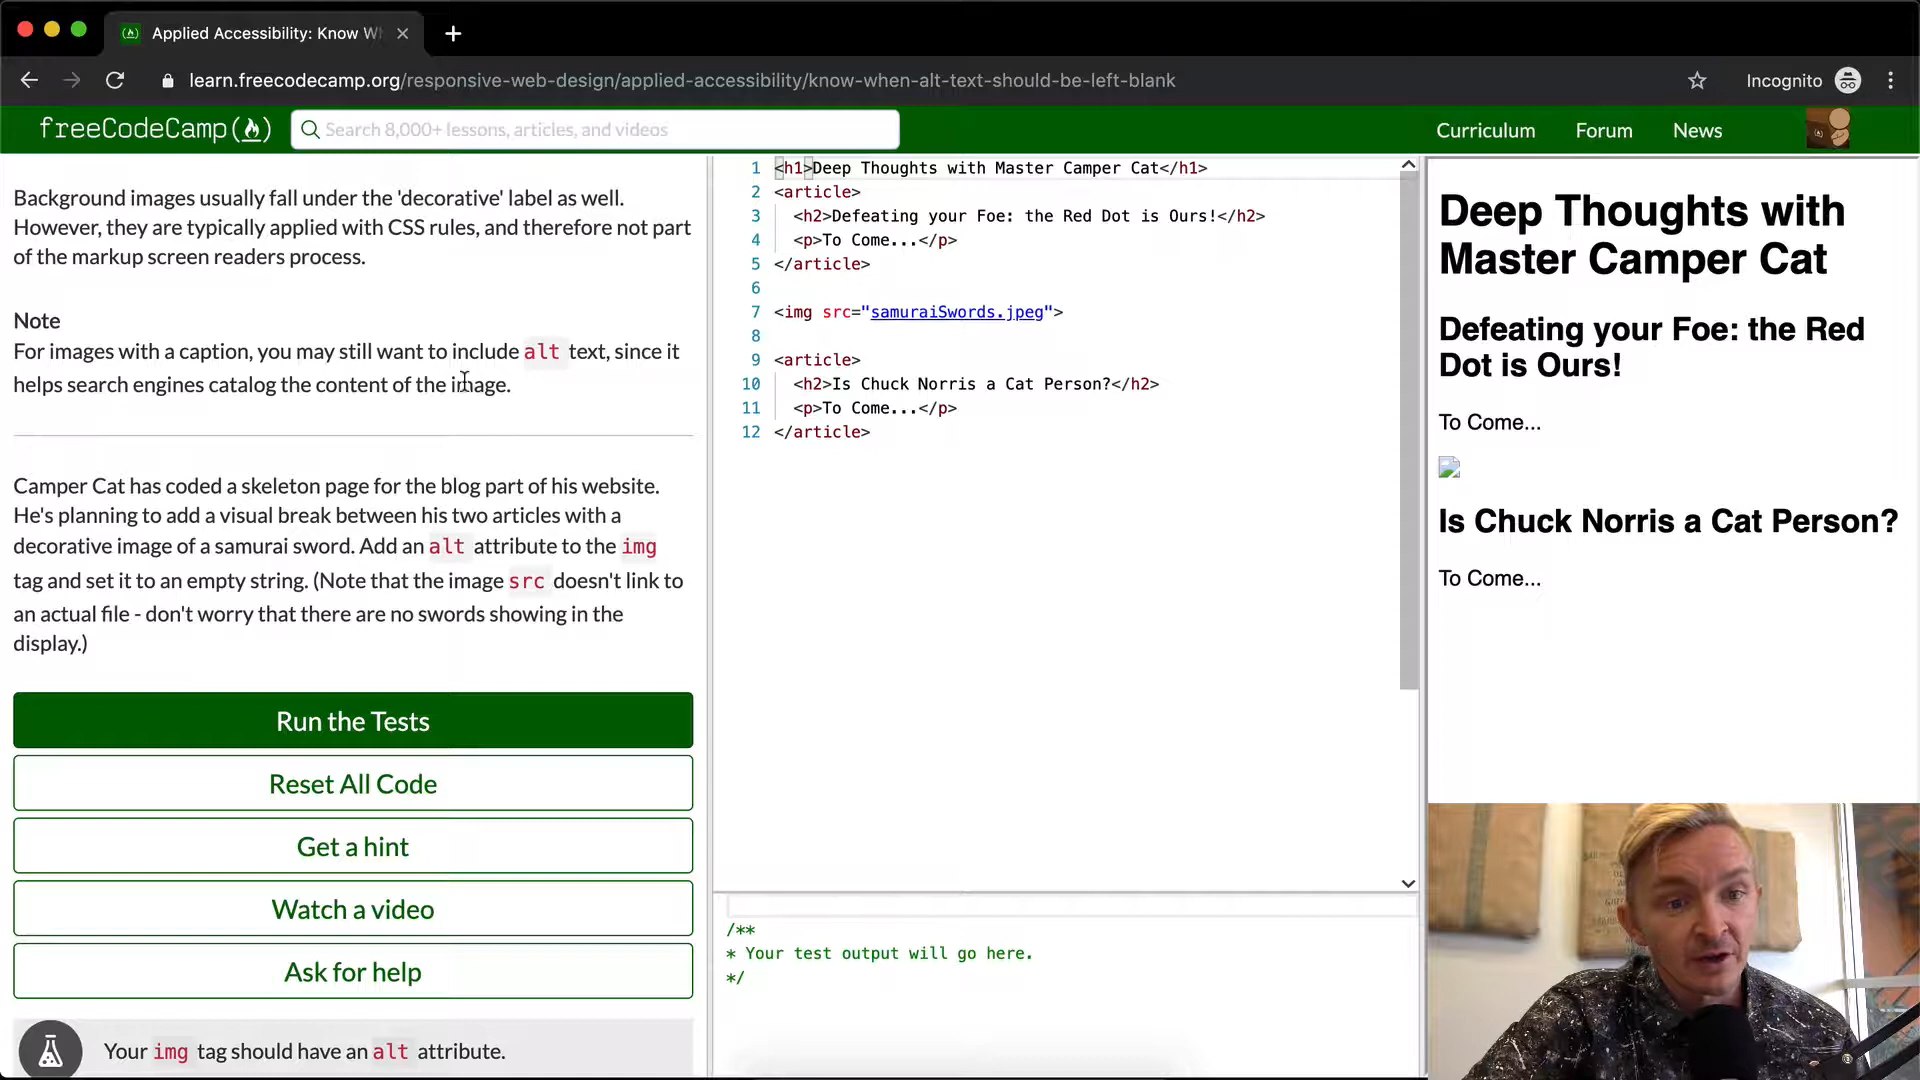 Applied Accessibility: Know W
learn.freecodecamp.org/responsive-web-design/applied-accessibility/know-when-alt-text-should-be-left-blank
Incognito
freeCodeCamp
Search 8,000+ lessons, articles, and videos
Curriculum
Forum
News
Background images usually fall under the 'decorative' label as well.
However, they are typically applied with CSS rules, and therefore not part
of the markup screen readers process.
Note
For images with a caption, you may still want to include alt text, since it
helps search engines catalog the content of the image.
Camper Cat has coded a skeleton page for the blog part of his website.
He's planning to add a visual break between his two articles with a
decorative image of a samurai sword. Add an alt attribute to the img
tag and set it to an empty string. (Note that the image src doesn't link to
an actual file - don't worry that there are no swords showing in the
display.)
Run the Tests
Reset All Code
Get a hint
Watch a video
Ask for help
Your img tag should have an alt attribute.
1 <h1>Deep Thoughts with Master Camper Cat</h1>
2 <article>
3 <h2>Defeating your Foe: the Red Dot is Ours!</h2>
4 <p>To Come...</p>
5 </article>
6
7 <img src="samuraiSwords.jpeg">
8
9 <article>
10 <h2>Is Chuck Norris a Cat Person?</h2>
11 <p>To Come...</p>
12 </article>
/**
* Your test output will go here.
*/
Deep Thoughts with
Master Camper Cat
Defeating your Foe: the Red
Dot is Ours!
To Come...
Is Chuck Norris a Cat Person?
To Come...